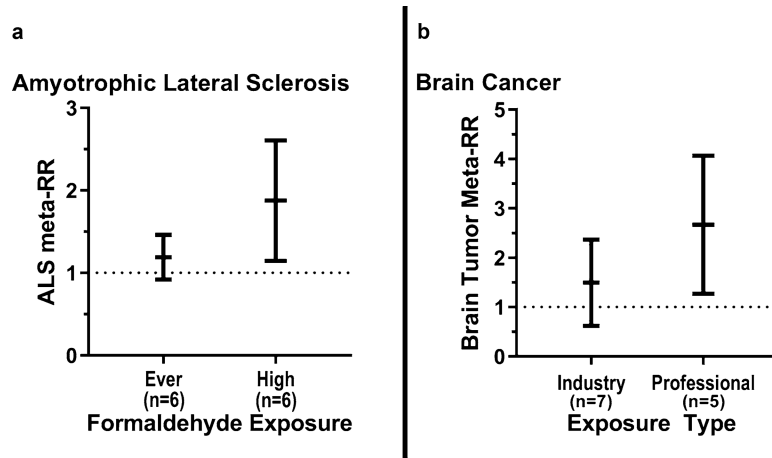 a
Amyotrophic Lateral Sclerosis
ALS meta-RR
3
2
1
0
Ever
(n=6)
High
(n=6)
Formaldehyde Exposure
b
Brain Cancer
Brain Tumor Meta-RR
5
4
3
2
1
0
Industry
(n=7)
Professional
(n=5)
Exposure Type